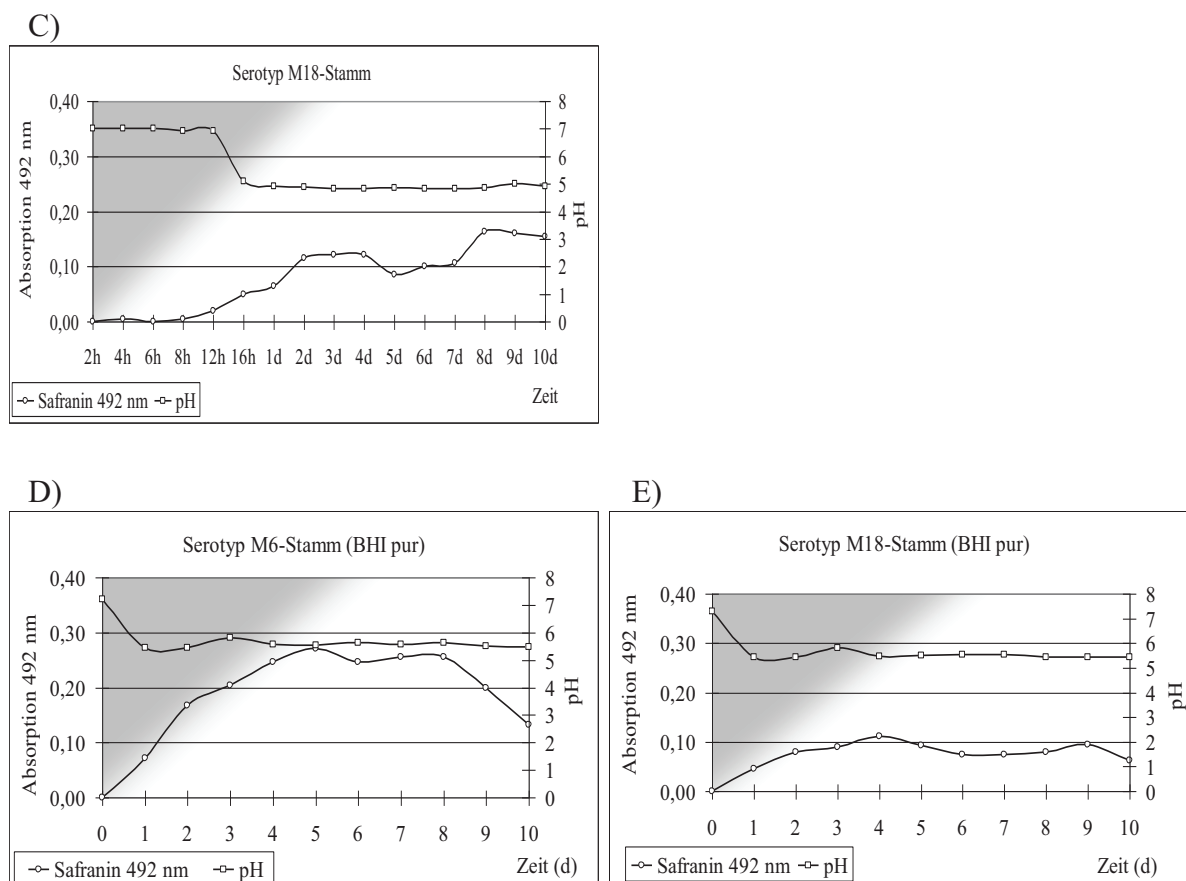 C)
Serotyp M18-Stamm
0,40
0,30
0,20
0,10
0,00
Absorption 492 nm
8
7
6
5
4
3
2
1
0
pH
2h 4h 6h 8h 12h 16h 1d 2d 3d 4d 5d 6d 7d 8d 9d 10d
Safranin 492 nm pH
Zeit
D)
Serotyp M6-Stamm (BHI pur)
0,40
0,30
0,20
0,10
0,00
Absorption 492 nm
8
7
6
5
4
3
2
1
0
pH
0 1 2 3 4 5 6 7 8 9 10
Safranin 492 nm pH
Zeit (d)
E)
Serotyp M18-Stamm (BHI pur)
0,40
0,30
0,20
0,10
0,00
Absorption 492 nm
8
7
6
5
4
3
2
1
0
pH
0 1 2 3 4 5 6 7 8 9 10
Safranin 492 nm pH
Zeit (d)